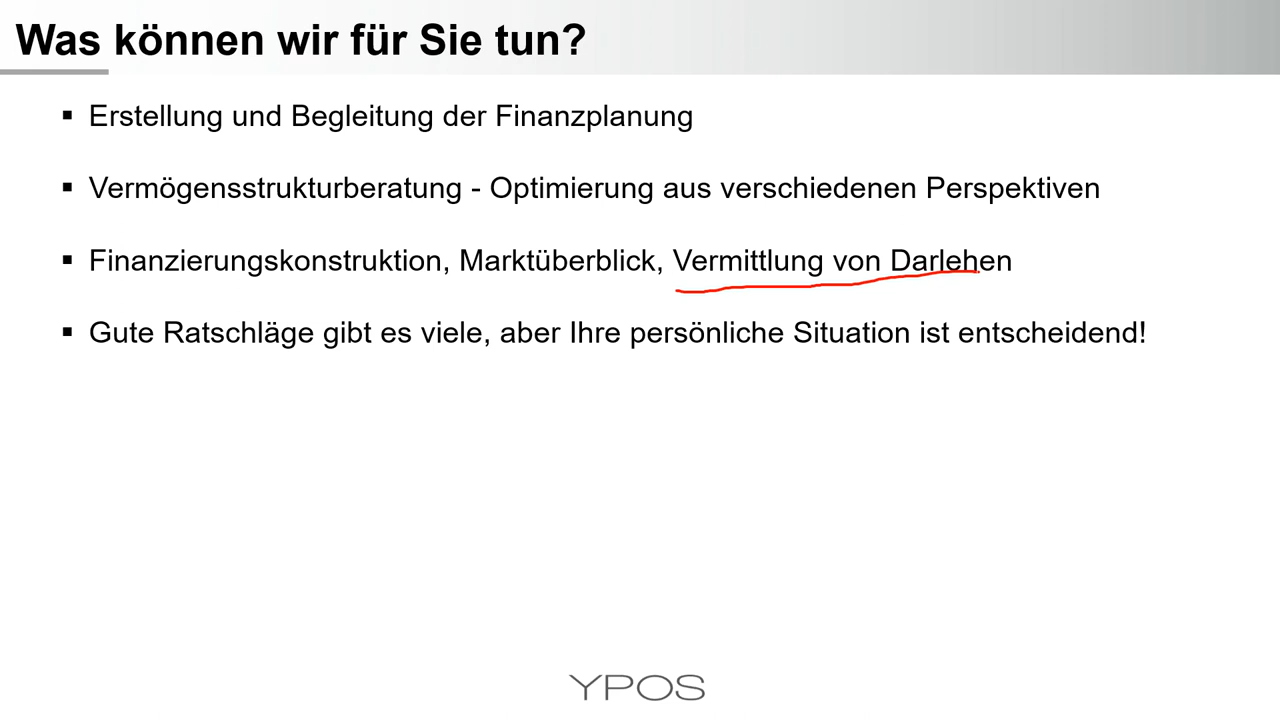 Was können wir für Sie tun?
▪ Erstellung und Begleitung der Finanzplanung
▪ Vermögensstrukturberatung - Optimierung aus verschiedenen Perspektiven
▪ Finanzierungskonstruktion, Marktüberblick, Vermittlung von Darlehen
▪ Gute Ratschläge gibt es viele, aber Ihre persönliche Situation ist entscheidend!
YPOS